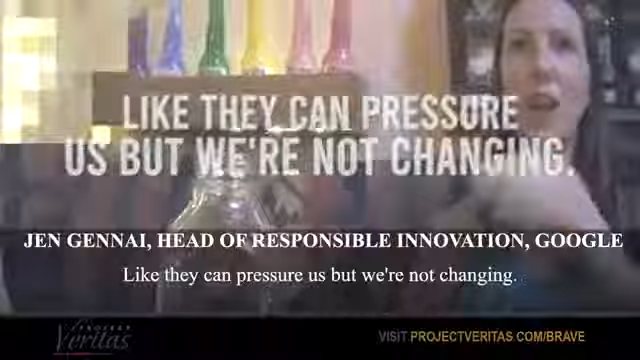 LIKE THEY CAN PRESSURE
US BUT WE'RE NOT CHANGING.
JEN GENNAI, HEAD OF RESPONSIBLE INNOVATION, GOOGLE
Like they can pressure us but we're not changing.
PROJECT
Veritas
VISIT PROJECTVERITAS.COM/BRAVE